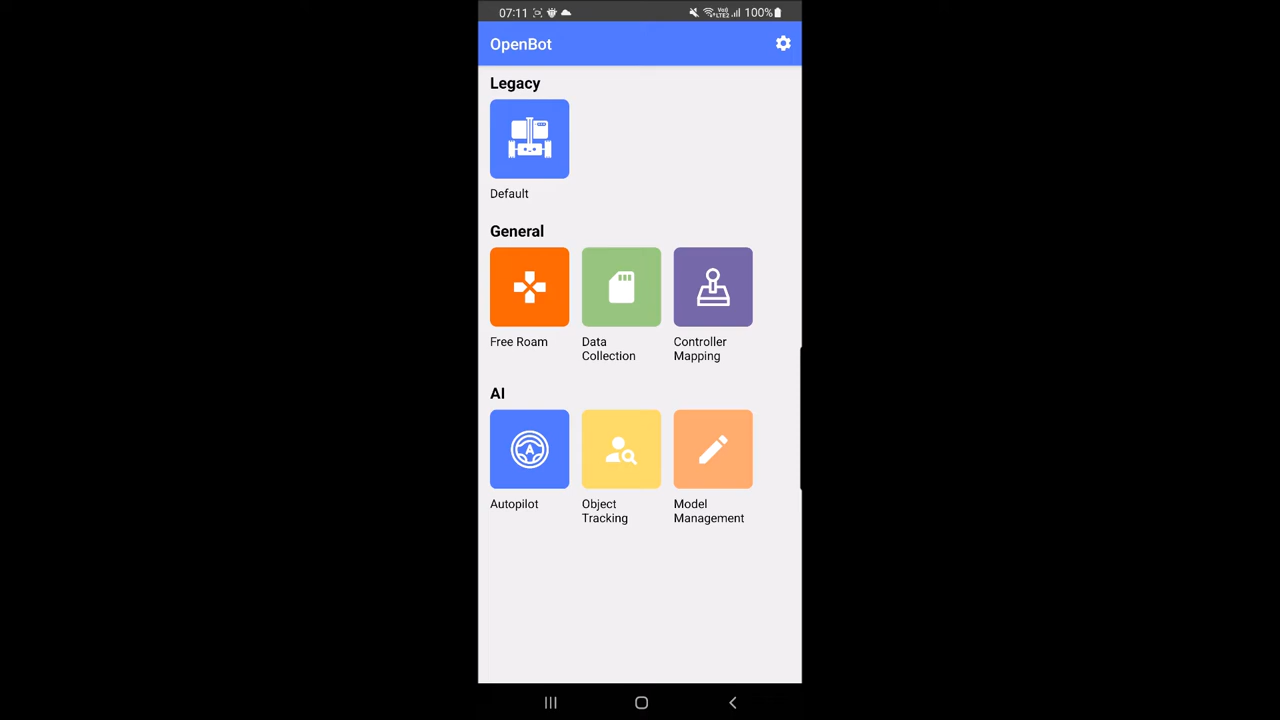 07:11 100%
OpenBot
Legacy
Default
General
Free Roam
Data
Collection
Controller
Mapping
AI
Autopilot
Object
Tracking
Model
Management